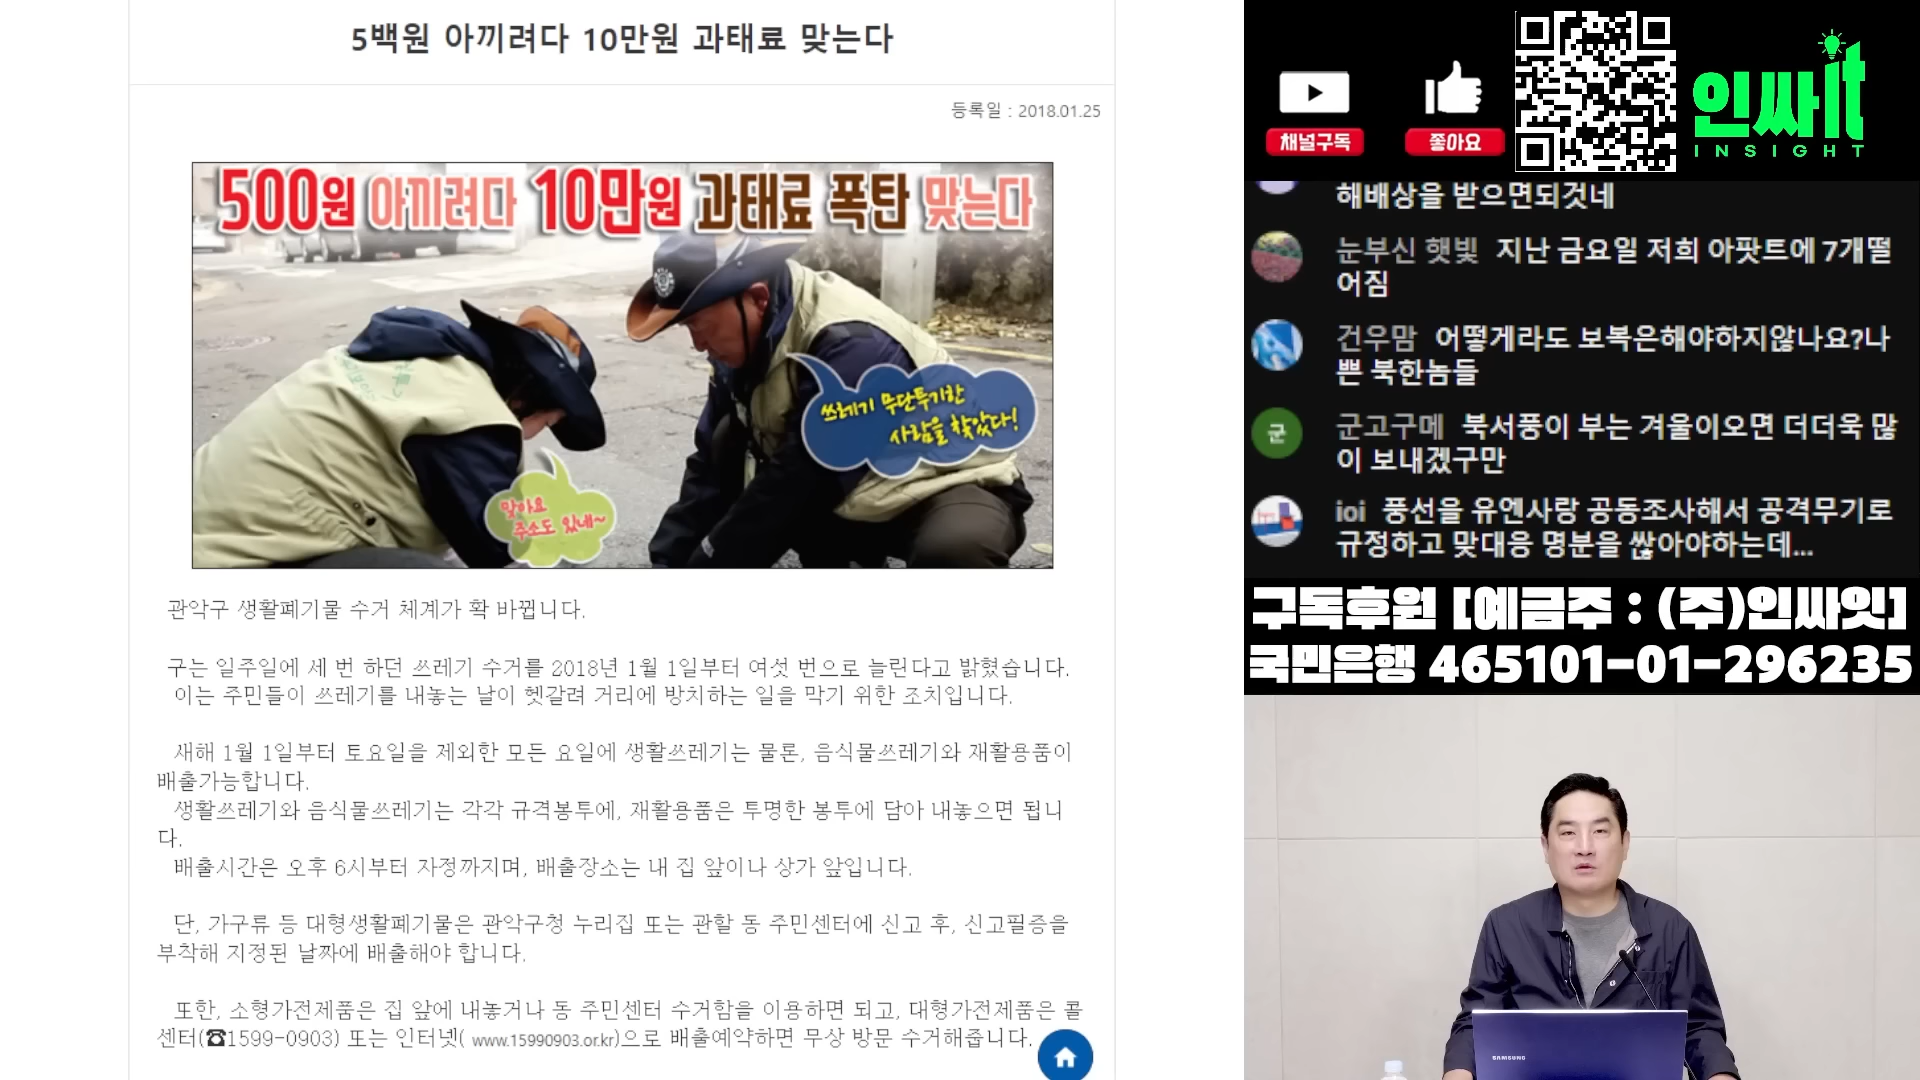 5백원 아끼려다 10만원 과태료 맞는다
등록일 : 2018.01.25
500원 아끼려다 10만원 과태료 폭탄 맞는다
쓰레기 무단투기한
사람을 찾았다!
맞아요
주소도 있네~
관악구 생활폐기물 수거 체계가 확 바뀝니다.
구는 일주일에 세 번 하던 쓰레기 수거를 2018년 1월 1일부터 여섯 번으로 늘린다고 밝혔습니다.
이는 주민들이 쓰레기를 내놓는 날이 헷갈려 거리에 방치하는 일을 막기 위한 조치입니다.
새해 1월 1일부터 토요일을 제외한 모든 요일에 생활쓰레기는 물론, 음식물쓰레기와 재활용품이
배출가능합니다.
생활쓰레기와 음식물쓰레기는 각각 규격봉투에, 재활용품은 투명한 봉투에 담아 내놓으면 됩니
다.
배출시간은 오후 6시부터 자정까지며, 배출장소는 내 집 앞이나 상가 앞입니다.
단, 가구류 등 대형생활폐기물은 관악구청 누리집 또는 관할 동 주민센터에 신고 후, 신고필증을
부착해 지정된 날짜에 배출해야 합니다.
또한, 소형가전제품은 집 앞에 내놓거나 동 주민센터 수거함을 이용하면 되고, 대형가전제품은 콜
센터(☎1599-0903) 또는 인터넷( www.15990903.or.kr)으로 배출예약하면 무상 방문 수거해줍니다.
채널구독
좋아요
인싸it
INSIGHT
해배상을 받으면되것네
눈부신 햇빛 지난 금요일 저희 아팟트에 7개떨
어짐
건우맘 어떻게라도 보복은해야하지않나요?나
쁜 북한놈들
군
군고구메 북서풍이 부는 겨울이오면 더더욱 많
이 보내겠구만
ioi 풍선을 유엔사랑 공동조사해서 공격무기로
규정하고 맞대응 명분을 쌓아야하는데...
구독후원 [예금주 : (주)인싸잇]
국민은행 465101-01-296235
SAMSUNG